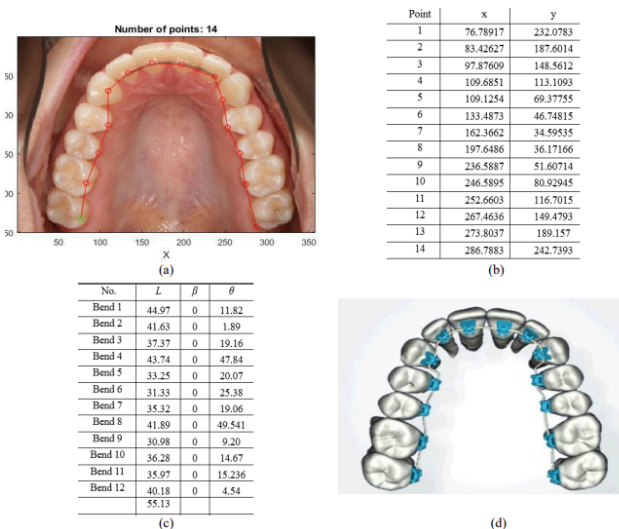 Number of points: 14
50
50
50
00
50
50 100 150 200 250 300 350
X
(a)
Point x y
1 76.78917 232.0783
2 83.42627 187.6014
3 97.87609 148.5612
4 109.6851 113.1093
5 109.1254 69.37755
6 133.4873 46.74815
7 162.3662 34.59535
8 197.6486 36.17166
9 236.5887 51.60714
10 246.5895 80.92945
11 252.6603 116.7015
12 267.4636 149.4793
13 273.8037 189.157
14 286.7883 242.7393
(b)
No. L β θ
Bend 1 44.97 0 11.82
Bend 2 41.63 0 1.89
Bend 3 37.37 0 19.16
Bend 4 43.74 0 47.84
Bend 5 33.25 0 20.07
Bend 6 31.33 0 25.38
Bend 7 35.32 0 19.06
Bend 8 41.89 0 49.541
Bend 9 30.98 0 9.20
Bend 10 36.28 0 14.67
Bend 11 35.97 0 15.236
Bend 12 40.18 0 4.54
55.13
(c)
(d)